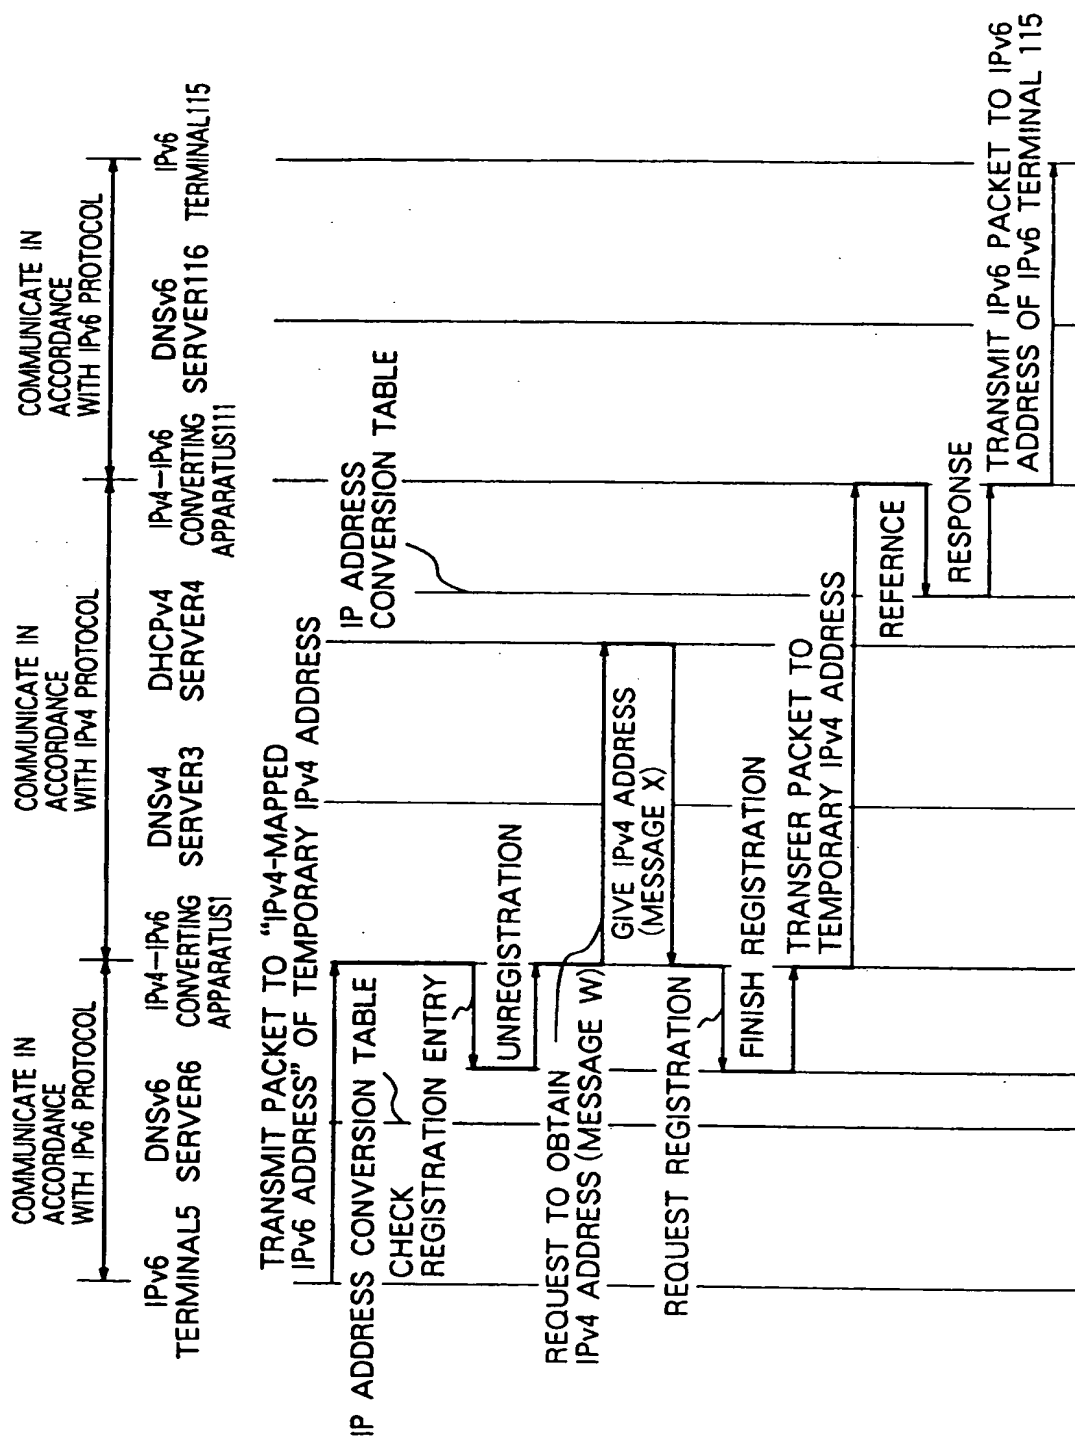 COMMUNICATE IN
ACCORDANCE
WITH IPv6 PROTOCOL
COMMUNICATE IN
ACCORDANCE
WITH IPv4 PROTOCOL
COMMUNICATE IN
ACCORDANCE
WITH IPv6 PROTOCOL
IPv6
TERMINAL5
DNSv6
SERVER6
IPv4-IPv6
CONVERTING
APPARATUS1
DNSv4
SERVER3
DHCPv4
SERVER4
IPv4-IPv6
CONVERTING
APPARATUS111
DNSv6
SERVER116
IPv6
TERMINAL115
TRANSMIT PACKET TO "IPv4-MAPPED
IPv6 ADDRESS" OF TEMPORARY IPv4 ADDRESS
IP ADDRESS CONVERSION TABLE
IP ADDRESS
CONVERSION TABLE
CHECK
REGISTRATION ENTRY
UNREGISTRATION
REQUEST TO OBTAIN
IPv4 ADDRESS (MESSAGE W)
GIVE IPv4 ADDRESS
(MESSAGE X)
REQUEST REGISTRATION
FINISH REGISTRATION
TRANSFER PACKET TO
TEMPORARY IPv4 ADDRESS
REFERNCE
RESPONSE
TRANSMIT IPv6 PACKET TO IPv6
ADDRESS OF IPv6 TERMINAL 115